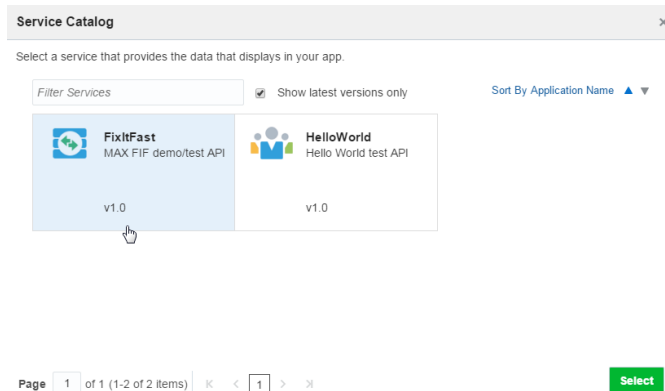 Service Catalog
Select a service that provides the data that displays in your app.
Filter Services
Show latest versions only
Sort By Application Name
FixItFast
MAX FIF demo/test API
v1.0
HelloWorld
Hello World test API
v1.0
Page 1 of 1 (1-2 of 2 items) K < 1 > X
Select